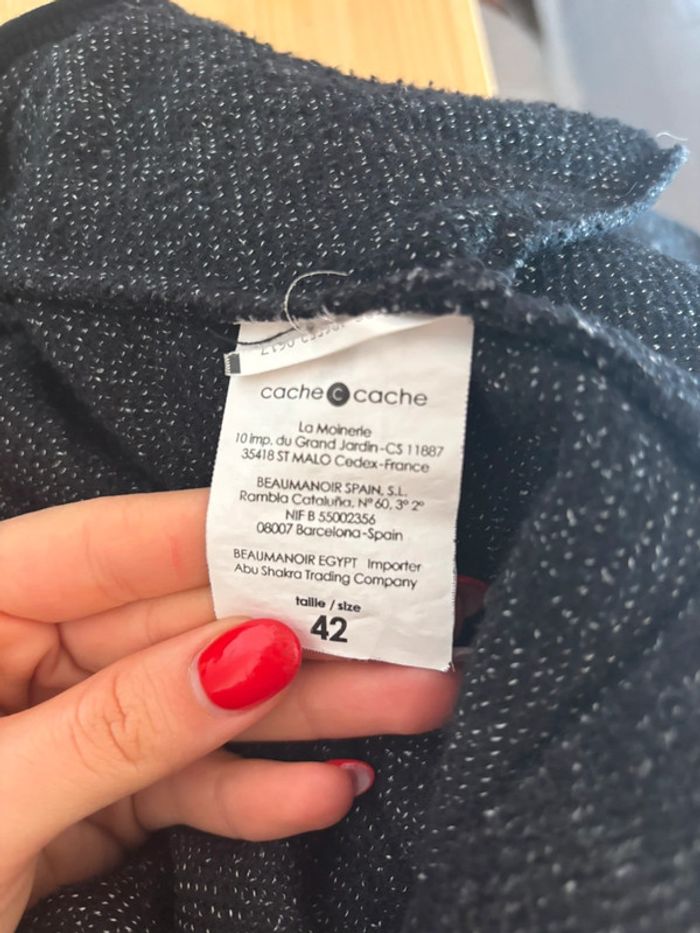 cache c cache
La Moinerie
10 imp. du Grand Jardin-CS 11887
35418 ST MALO Cedex-France
BEAUMANOIR SPAIN, S.L.
Rambla Cataluña, Nº 60, 3º 2º
NIF B 55002356
08007 Barcelona-Spain
BEAUMANOIR EGYPT Importer
Abu Shakra Trading Company
taille / size
42